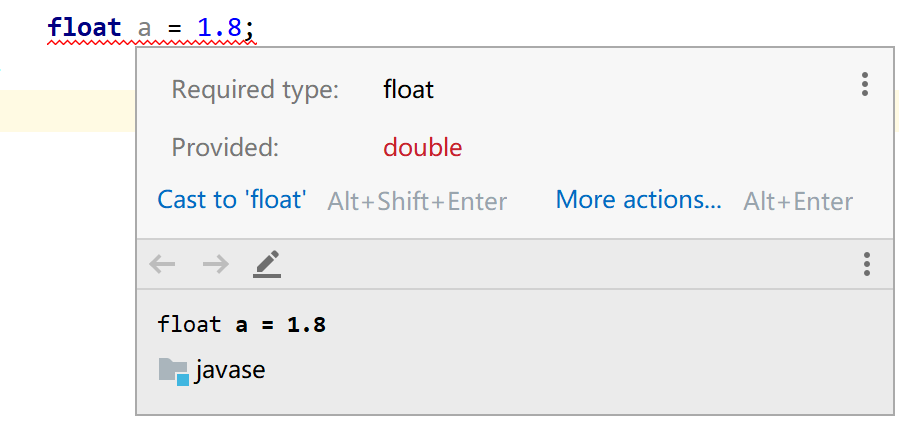 float a = 1.8;
Required type: float
Provided: double
Cast to 'float' Alt+Shift+Enter More actions... Alt+Enter
float a = 1.8
javase